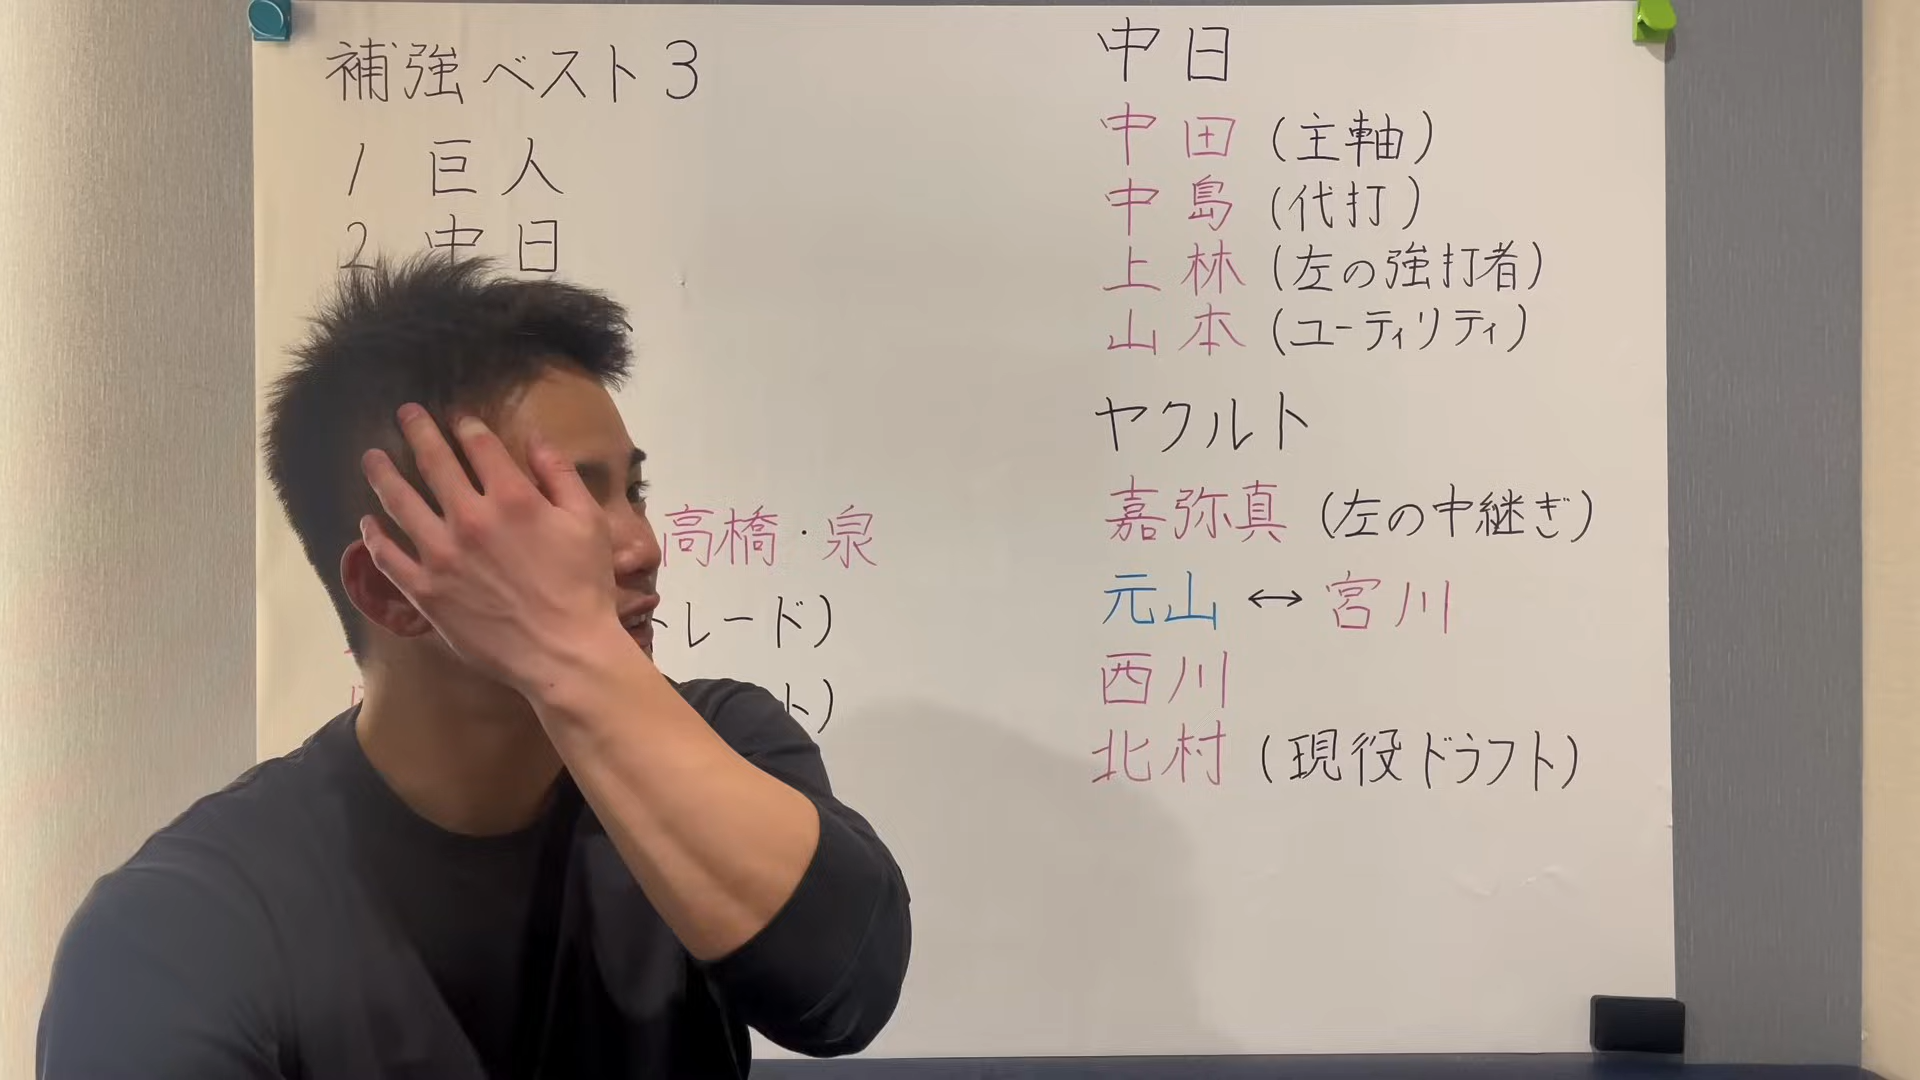 補強ベスト3
1 巨人
2 中日
高橋・泉
トレード)
ト)
中日
中田(主軸)
中島(代打)
上林(左の強打者)
山本(ユーティリティ)
ヤクルト
嘉弥真(左の中継ぎ)
元山↔宮川
西川
北村(現役ドラフト)